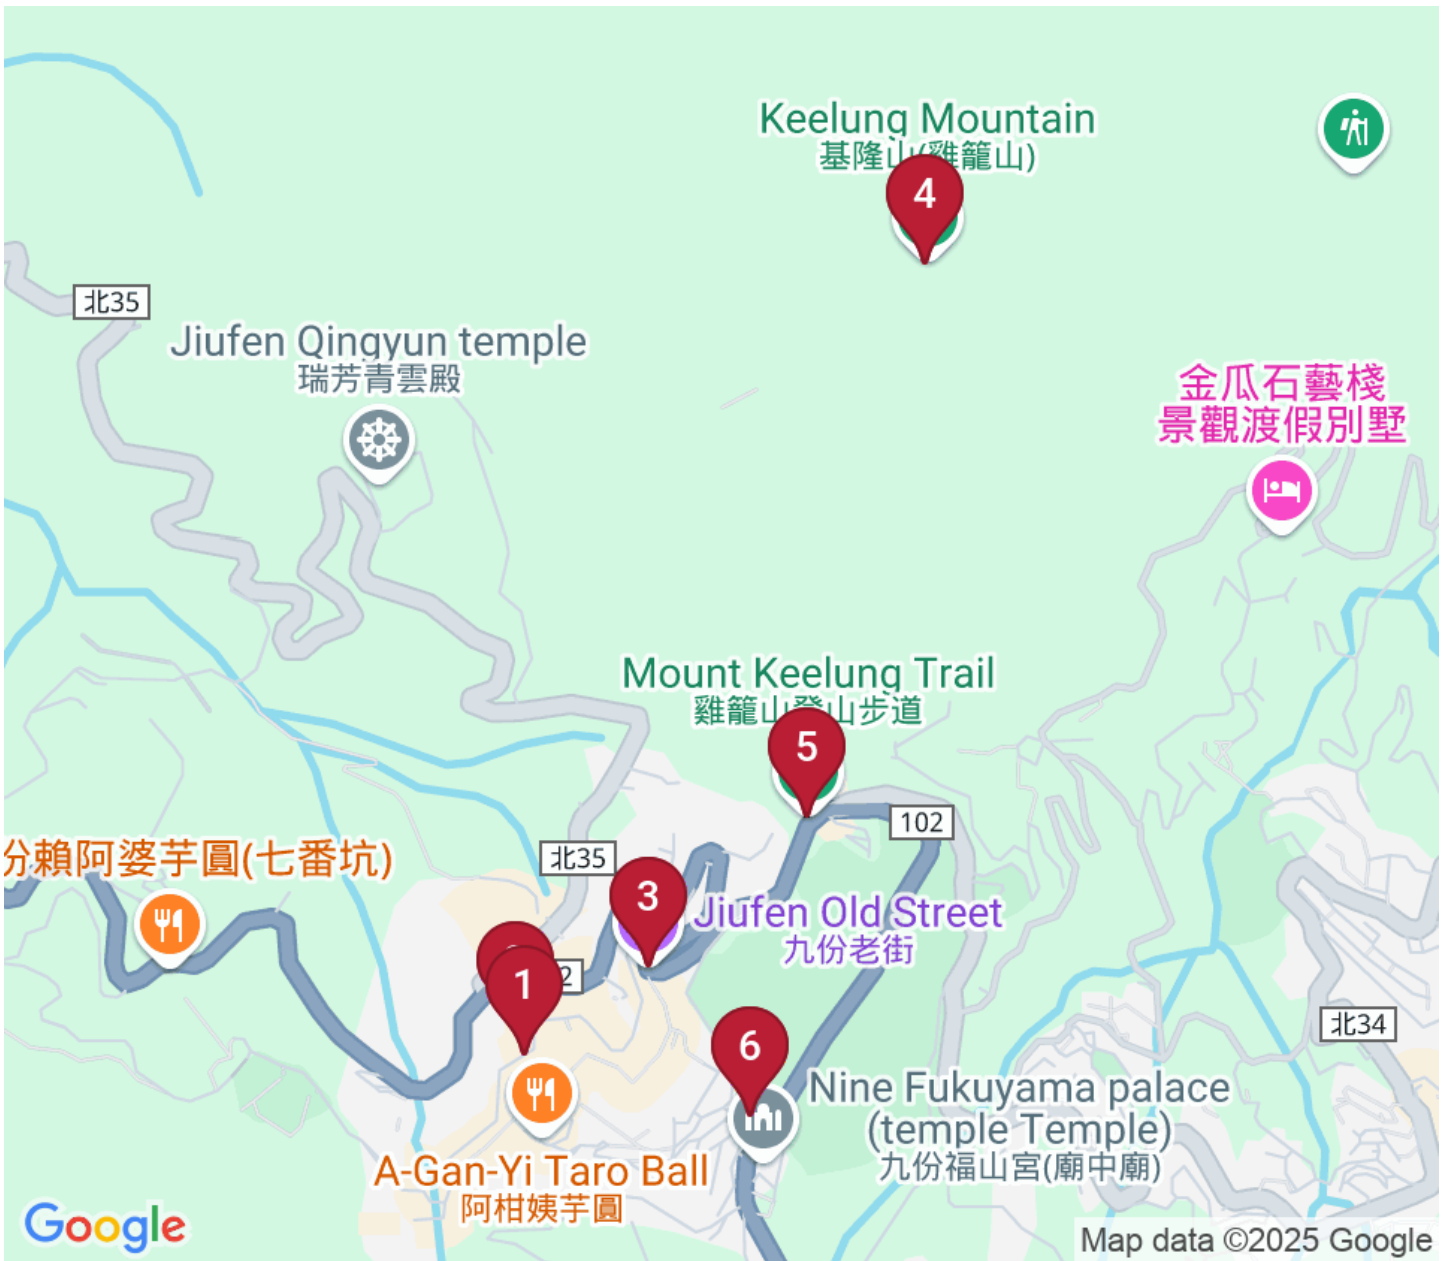 Keelung Mountain
基隆山(雞籠山)
4
北35
Jiufen Qingyun temple
瑞芳青雲殿
金瓜石藝棧
景觀渡假別墅
Mount Keelung Trail
雞籠山登山步道
5
102
份賴阿婆芋圓(七番坑)
北35
3
Jiufen Old Street
九份老街
1
2
北34
6
Nine Fukuyama palace
(temple Temple)
九份福山宮(廟中廟)
A-Gan-Yi Taro Ball
阿柑姨芋圓
Google
Map data ©2025 Google